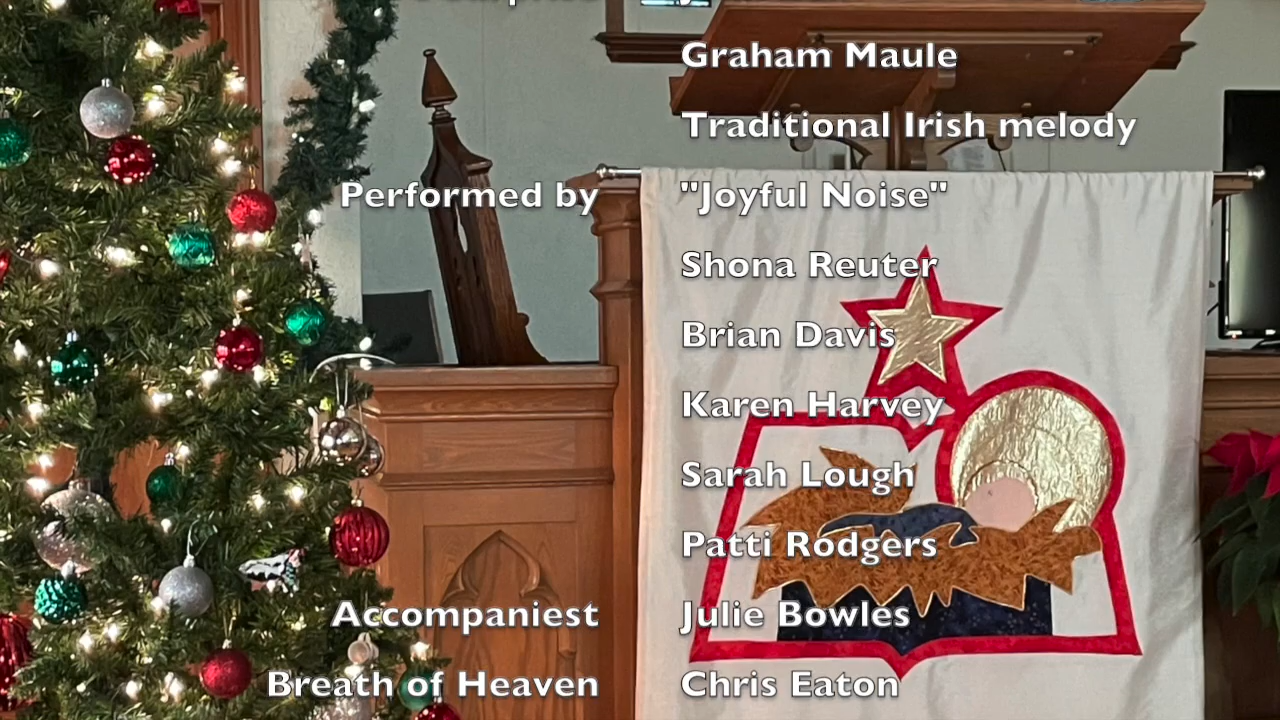 Graham Maule
Traditional Irish melody
Performed by "Joyful Noise"
Shona Reuter
Brian Davis
Karen Harvey
Sarah Lough
Patti Rodgers
Accompaniest Julie Bowles
Breath of Heaven Chris Eaton